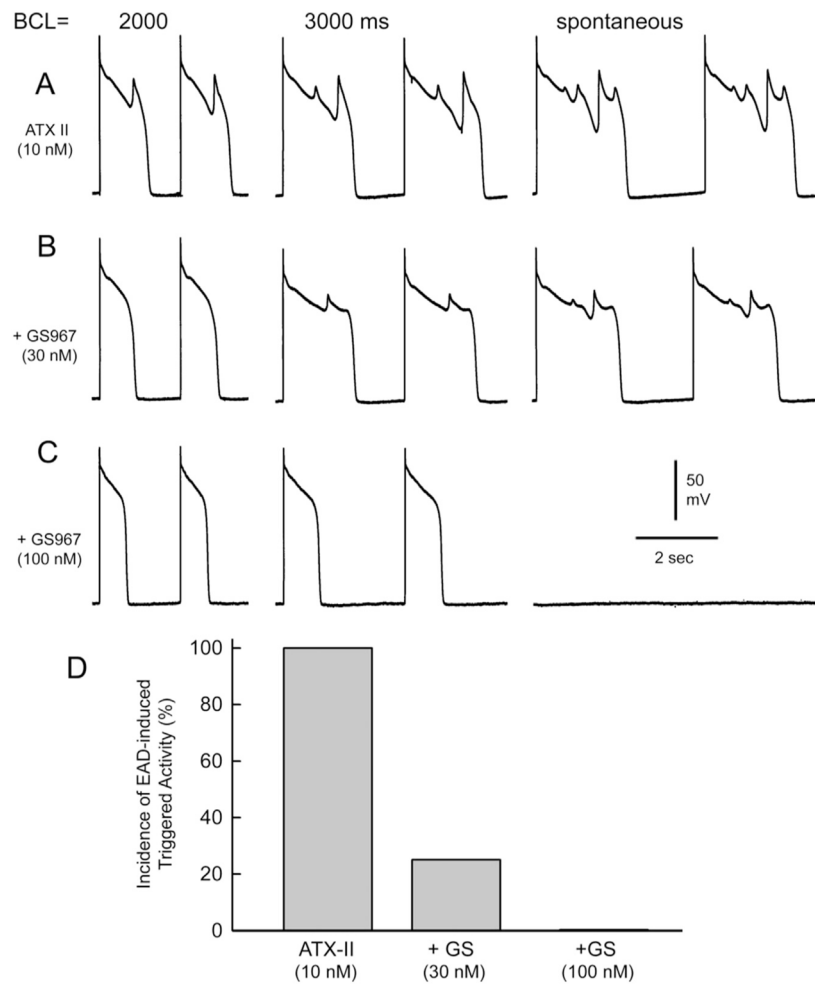 BCL= 2000 3000 ms spontaneous
A
ATX II
(10 nM)
B
+ GS967
(30 nM)
C
+ GS967
(100 nM)
50
mV
2 sec
D
Incidence of EAD-induced
Triggered Activity (%)
100
80
60
40
20
0
ATX-II + GS +GS
(10 nM) (30 nM) (100 nM)